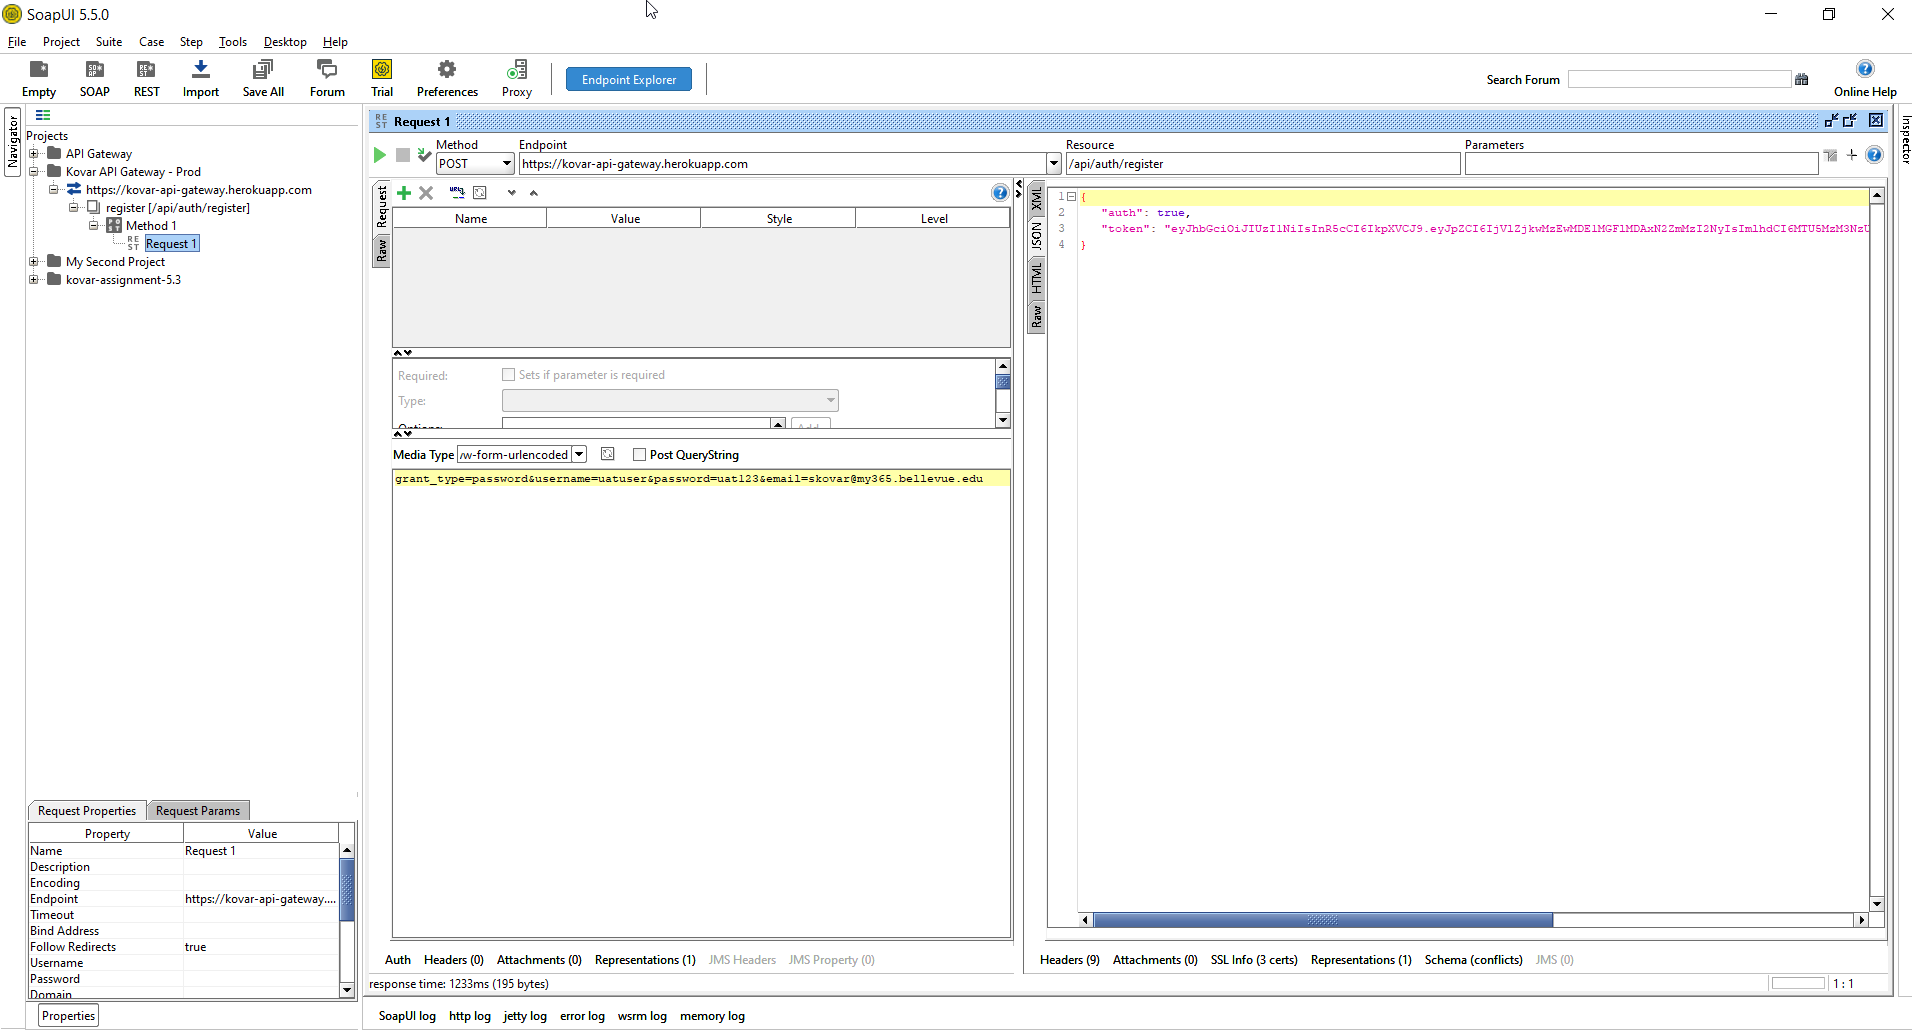 SoapUI 5.5.0
File Project Suite Case Step Tools Desktop Help
Empty SOAP REST Import Save All Forum Trial Preferences Proxy
Endpoint Explorer
Search Forum
Online Help
Navigator
Projects
API Gateway
Kovar API Gateway - Prod
https://kovar-api-gateway.herokuapp.com
register [/api/auth/register]
Method 1
Request 1
My Second Project
kovar-assignment-5.3
Request Properties Request Params
Property Value
Name Request 1
Description
Encoding
Endpoint https://kovar-api-gateway....
Timeout
Bind Address
Follow Redirects true
Username
Password
Domain
Properties
Request 1
Method Endpoint Resource Parameters
POST https://kovar-api-gateway.herokuapp.com /api/auth/register
Request
Raw
Name Value Style Level
Required: Sets if parameter is required
Type:
Options: Add
Media Type /w-form-urlencoded Post QueryString
grant_type=password&username=uatuser&password=uat123&email=skovar@my365.bellevue.edu
Auth Headers (0) Attachments (0) Representations (1) JMS Headers JMS Property (0)
XML
JSON
HTML
Raw
1 {
2 "auth": true,
3 "token":
4 }
Headers (9) Attachments (0) SSL Info (3 certs) Representations (1) Schema (conflicts) JMS (0)
response time: 1233ms (195 bytes)
1 : 1
SoapUI log http log jetty log error log wsrm log memory log
Inspector